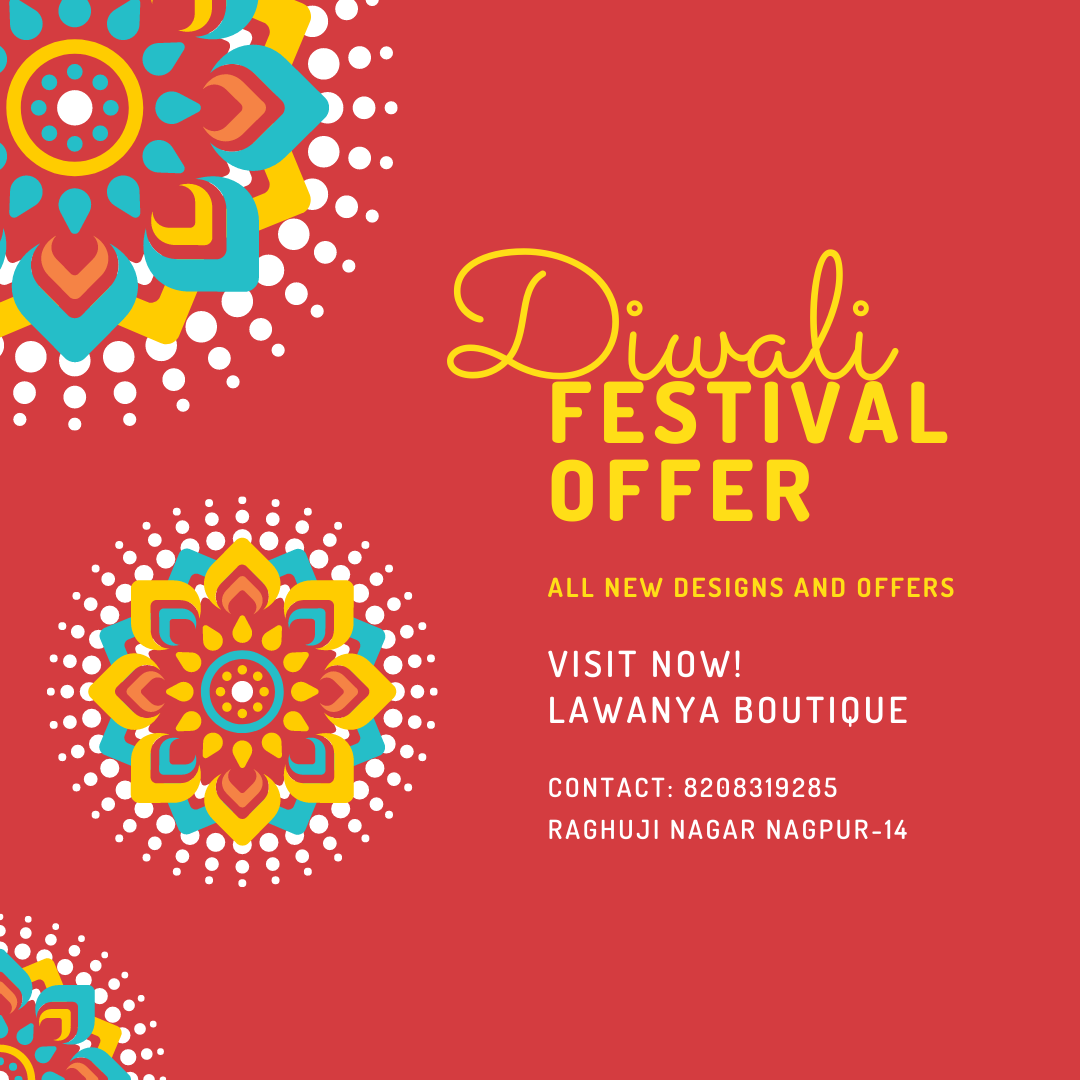 Diwali
FESTIVAL
OFFER
ALL NEW DESIGNS AND OFFERS
VISIT NOW!
LAWANYA BOUTIQUE
CONTACT: 8208319285
RAGHUJI NAGAR NAGPUR-14